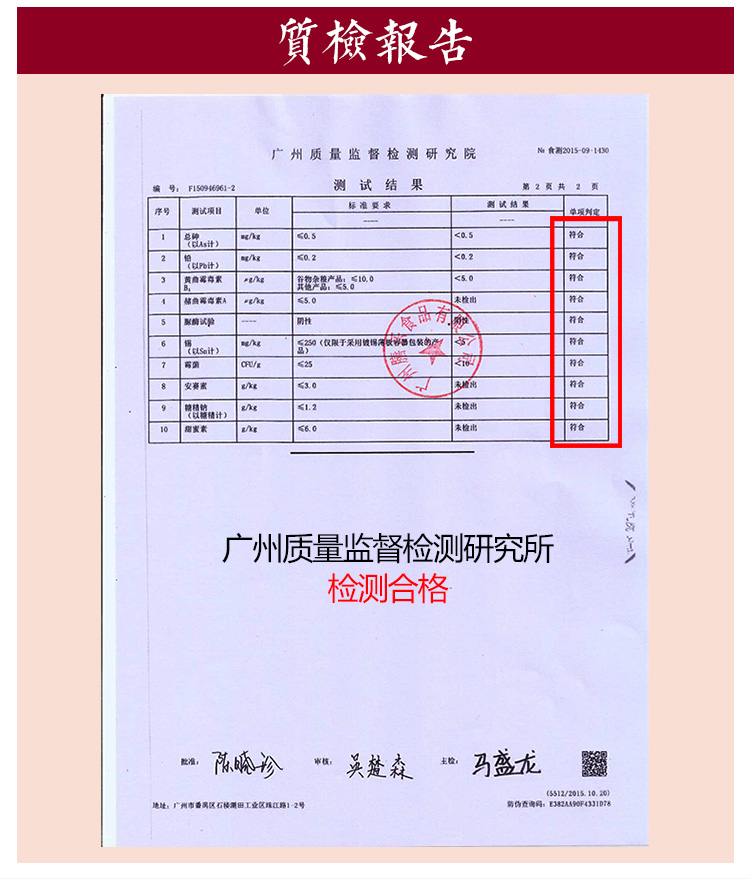 質檢報告
广州质量监督检测研究院
№ 食测2015-09-1430
测试结果
编号: F150946961-2
第 2 页 共 2 页
序号 测试项目 单位 标准要求 测试结果 单项判定
---- ----
1 总砷（以As计） mg/kg ≤0.5 <0.5 符合
2 铅（以Pb计） mg/kg ≤0.2 <0.2 符合
3 黄曲霉毒素B₁ μg/kg 谷物杂粮产品: ≤10.0 其他产品: ≤5.0 <5.0 符合
4 赭曲霉毒素A μg/kg ≤5.0 未检出 符合
5 脲酶试验 ---- 阴性 阴性 符合
6 锡（以Sn计） mg/kg ≤250（仅限于采用镀锡薄板容器包装的产品） <5 符合
7 霉菌 CFU/g ≤25 <10 符合
8 安赛蜜 g/kg ≤3.0 未检出 符合
9 糖精钠（以糖精计） g/kg ≤1.2 未检出 符合
10 甜蜜素 g/kg ≤6.0 未检出 符合
广州质量监督检测研究所
检测合格
批准: 陈晓珍 审核: 吴楚森 主检: 马盛龙
(5512/2015.10.20)
地址: 广州市番禺区石楼潮田工业区珠江路1-2号
防伪查询码: E382AA90F4331D78